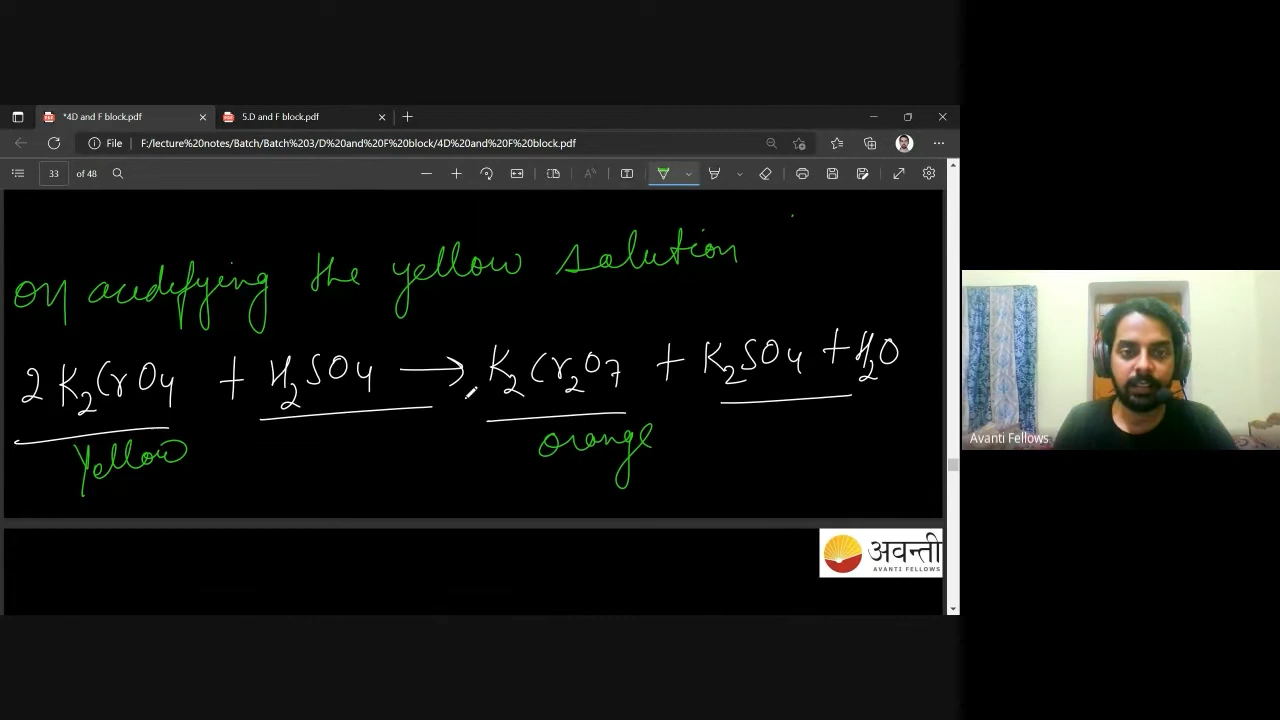 *4D and F block.pdf
5.D and F block.pdf
File
F:/lecture%20notes/Batch/Batch%203/D%20and%20F%20block/4D%20and%20F%20block.pdf
33 of 48
on acidifying the yellow solution
2K₂CrO₄ + H₂SO₄ → K₂Cr₂O₇ + K₂SO₄ + H₂O
Yellow orange
अवन्ती
AVANTI FELLOWS
Avanti Fellows